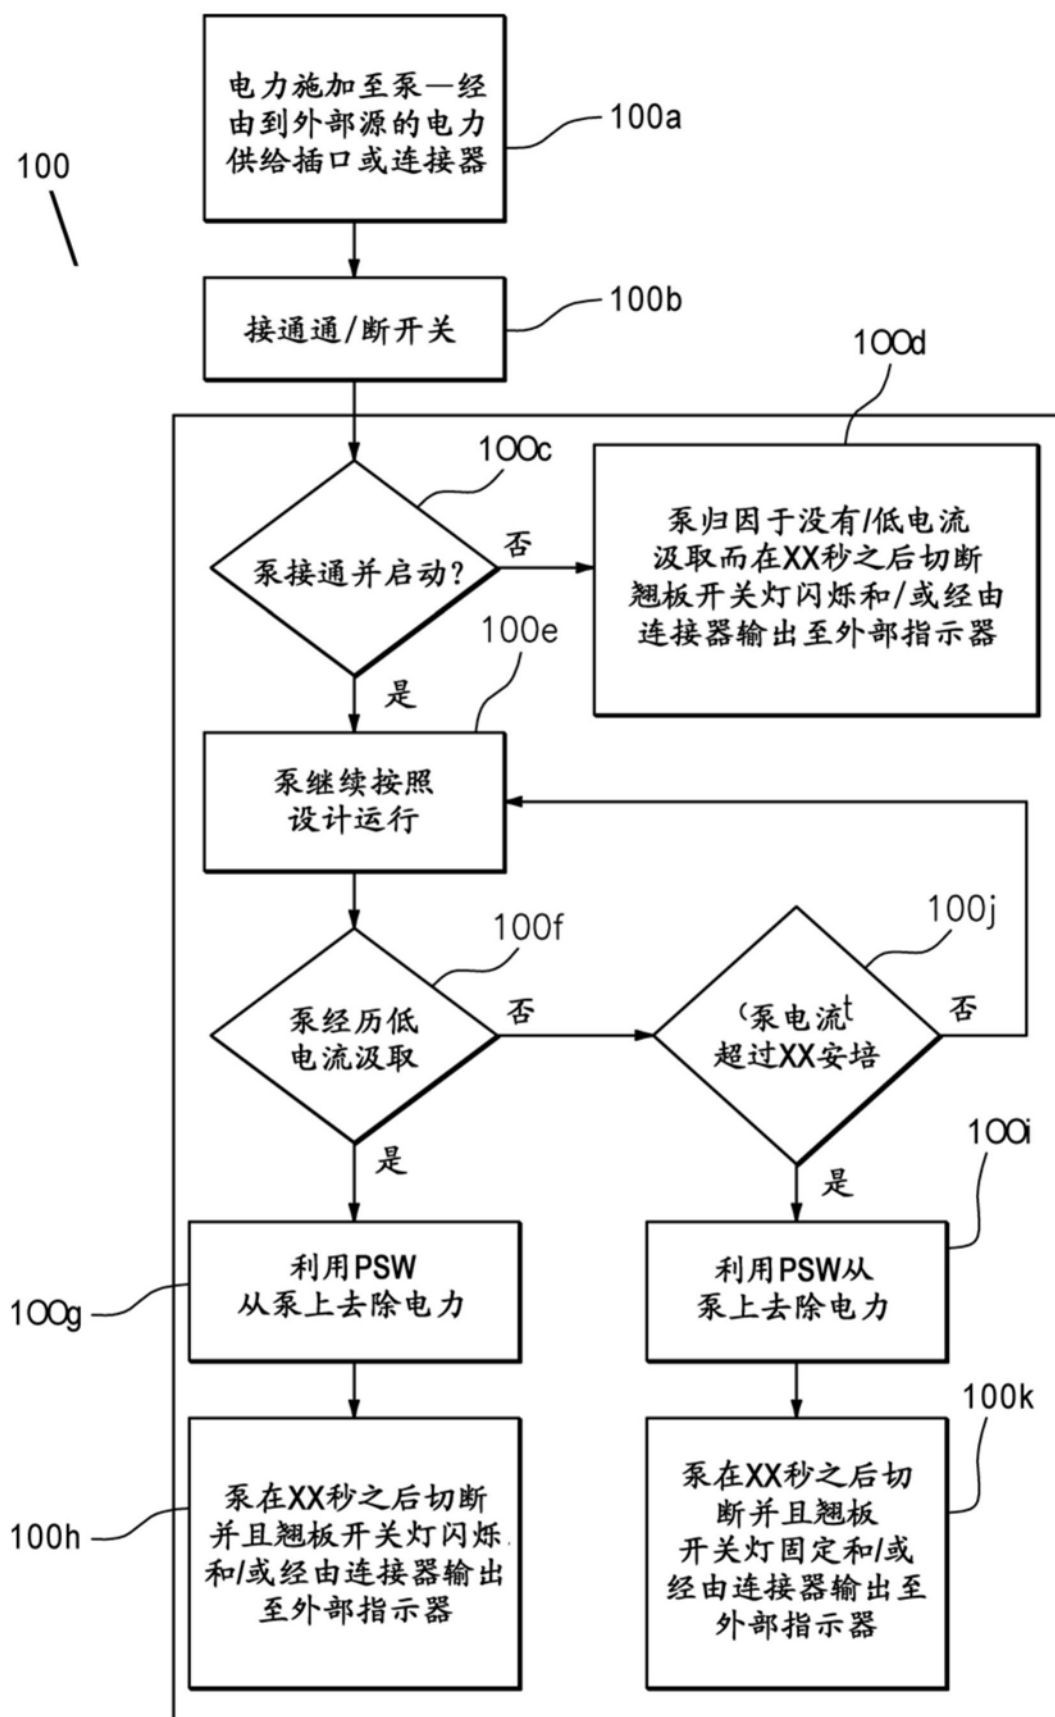 100
电力施加至泵—经
由到外部源的电力
供给插口或连接器
100a
接通通/断开关
100b
100c
泵接通并启动?
否
是
100d
泵归因于没有/低电流
汲取而在XX秒之后切断
翘板开关灯闪烁和/或经由
连接器输出至外部指示器
100e
泵继续按照
设计运行
100f
泵经历低
电流汲取
否
是
100j
(泵电流t
超过XX安培
否
是
100g
利用PSW
从泵上去除电力
100i
利用PSW从
泵上去除电力
100h
泵在XX秒之后切断
并且翘板开关灯闪烁
和/或经由连接器输出
至外部指示器
100k
泵在XX秒之后切
断并且翘板
开关灯固定和/或
经由连接器输出至
外部指示器